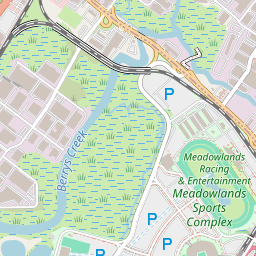 P
Berrys Creek
P
Meadowlands
Racing
& Entertainment
Meadowlands
Sports
Complex
P
P